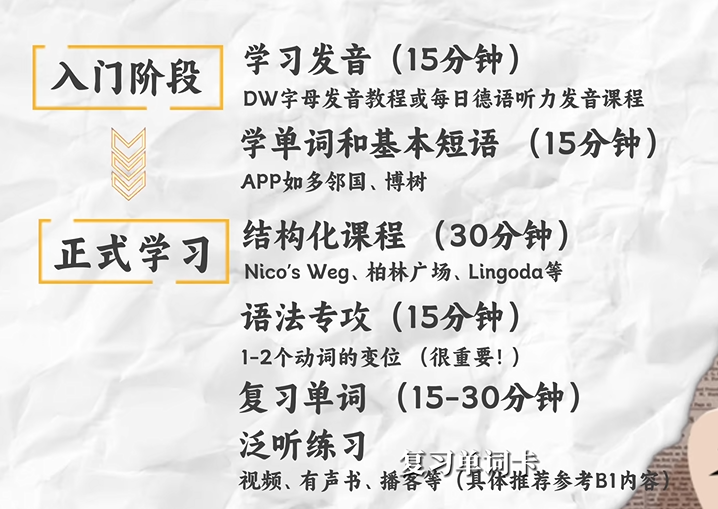 入门阶段
学习发音（15分钟）
DW字母发音教程或每日德语听力发音课程
学单词和基本短语 （15分钟）
APP如多邻国、博树
正式学习
结构化课程 （30分钟）
Nico's Weg、柏林广场、Lingoda等
语法专攻（15分钟）
1-2个动词的变位 （很重要！）
复习单词 （15-30分钟）
泛听练习
复习单词卡
视频、有声书、播客等（具体推荐参考B1内容）